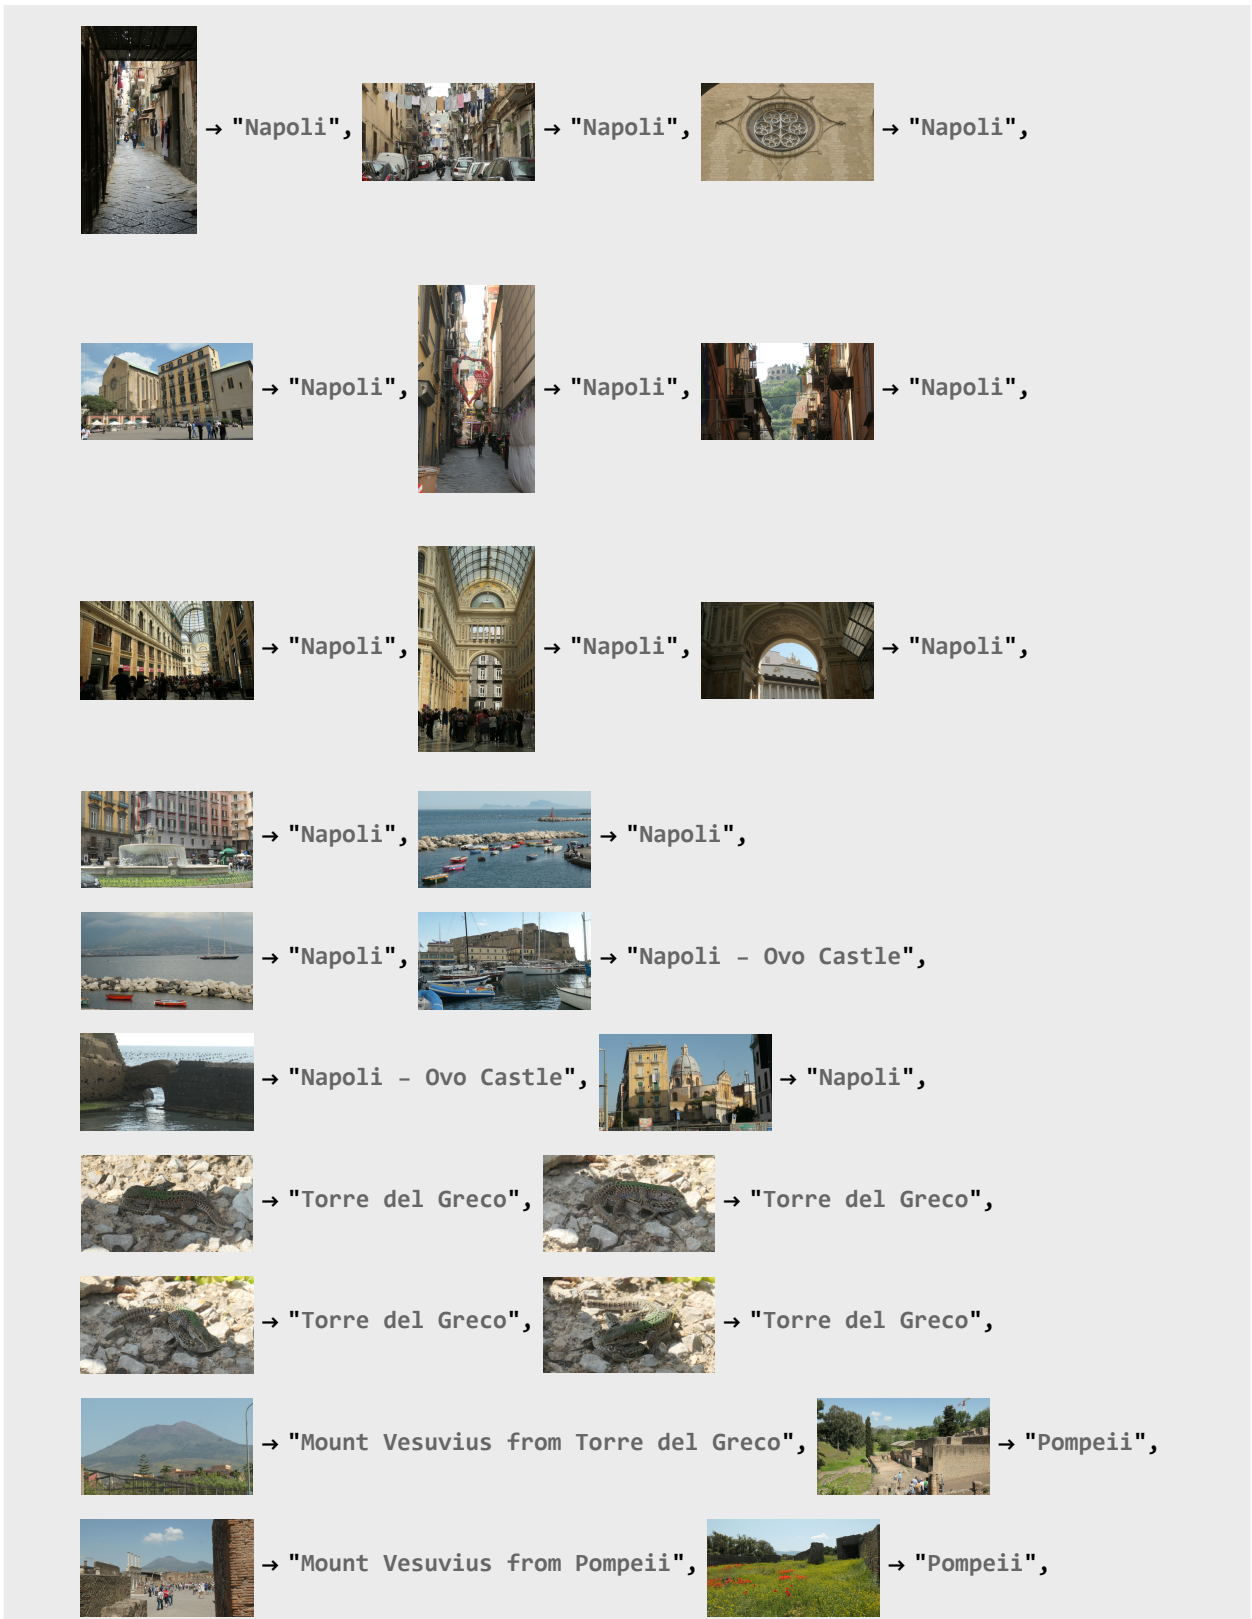 → "Napoli", → "Napoli", → "Napoli",
→ "Napoli", → "Napoli", → "Napoli",
→ "Napoli", → "Napoli", → "Napoli",
→ "Napoli", → "Napoli",
→ "Napoli", → "Napoli – Ovo Castle",
→ "Napoli – Ovo Castle", → "Napoli",
→ "Torre del Greco", → "Torre del Greco",
→ "Torre del Greco", → "Torre del Greco",
→ "Mount Vesuvius from Torre del Greco", → "Pompeii",
→ "Mount Vesuvius from Pompeii", → "Pompeii",